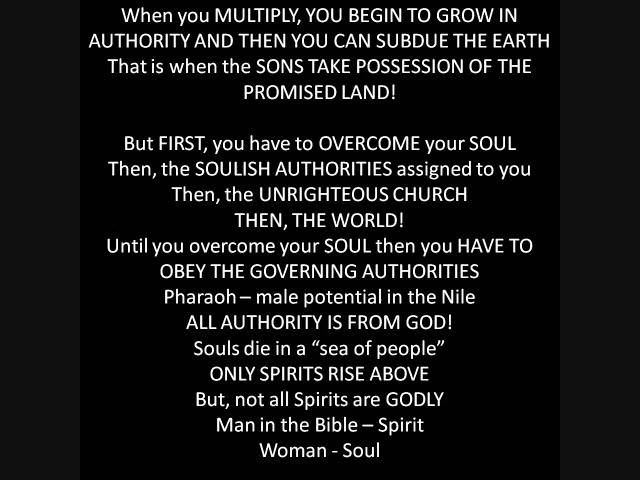 When you MULTIPLY, YOU BEGIN TO GROW IN
AUTHORITY AND THEN YOU CAN SUBDUE THE EARTH
That is when the SONS TAKE POSSESSION OF THE
PROMISED LAND!
But FIRST, you have to OVERCOME your SOUL
Then, the SOULISH AUTHORITIES assigned to you
Then, the UNRIGHTEOUS CHURCH
THEN, THE WORLD!
Until you overcome your SOUL then you HAVE TO
OBEY THE GOVERNING AUTHORITIES
Pharaoh – male potential in the Nile
ALL AUTHORITY IS FROM GOD!
Souls die in a “sea of people”
ONLY SPIRITS RISE ABOVE
But, not all Spirits are GODLY
Man in the Bible – Spirit
Woman - Soul